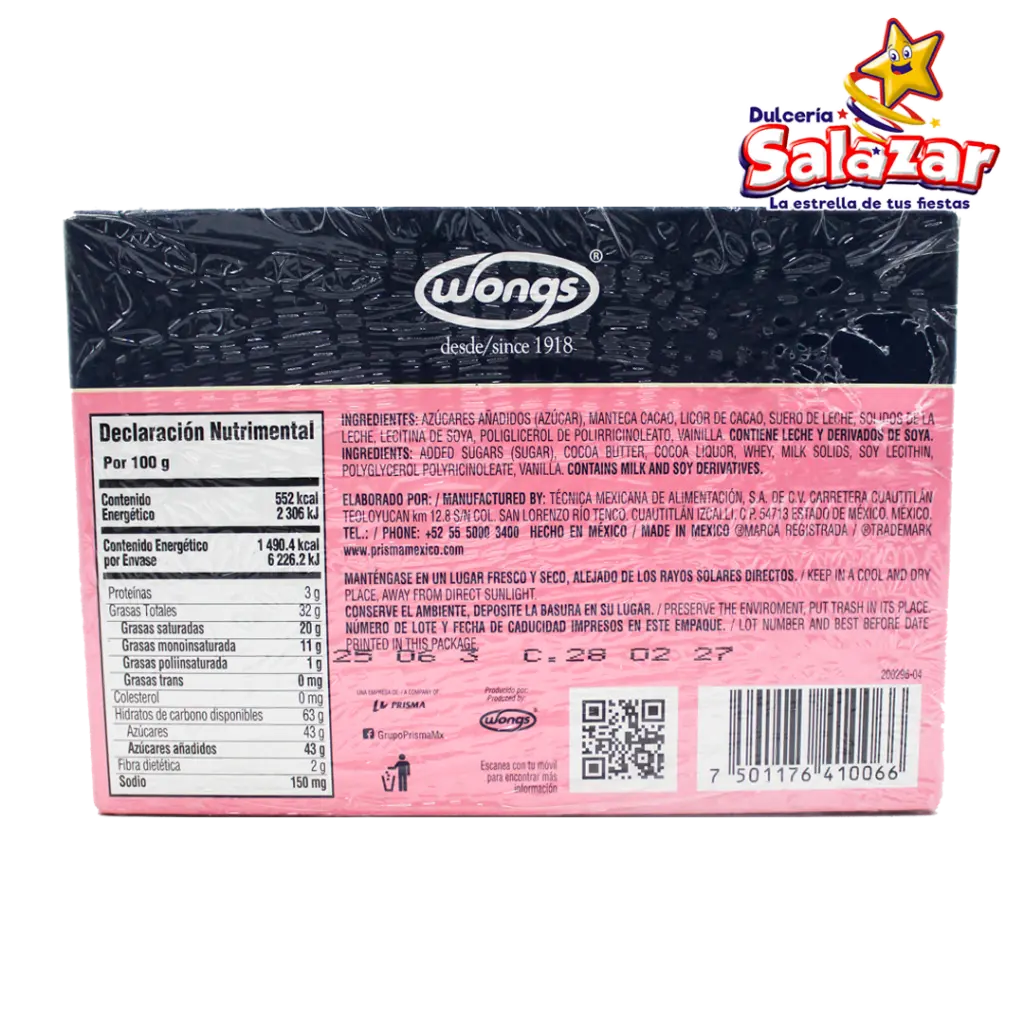 Dulcería
Salazar
La estrella de tus fiestas
Wongs ®
desde/since 1918
Declaración Nutrimental
Por 100 g
Contenido Energético 552 kcal 2 306 kJ
Contenido Energético por Envase 1 490.4 kcal 6 226.2 kJ
Proteínas 3 g
Grasas Totales 32 g
Grasas saturadas 20 g
Grasas monoinsaturada 11 g
Grasas poliinsaturada 1 g
Grasas trans 0 mg
Colesterol 0 mg
Hidratos de carbono disponibles 63 g
Azúcares 43 g
Azúcares añadidos 43 g
Fibra dietética 2 g
Sodio 150 mg
INGREDIENTES: AZÚCARES AÑADIDOS (AZÚCAR), MANTECA CACAO, LICOR DE CACAO, SUERO DE LECHE, SOLIDOS DE LA
LECHE, LECITINA DE SOYA, POLIGLICEROL DE POLIRRICINOLEATO, VAINILLA. CONTIENE LECHE Y DERIVADOS DE SOYA.
INGREDIENTS: ADDED SUGARS (SUGAR), COCOA BUTTER, COCOA LIQUOR, WHEY, MILK SOLIDS, SOY LECITHIN,
POLYGLYCEROL POLYRICINOLEATE, VANILLA. CONTAINS MILK AND SOY DERIVATIVES.
ELABORADO POR: / MANUFACTURED BY: TÉCNICA MEXICANA DE ALIMENTACIÓN, S.A. DE C.V. CARRETERA CUAUTITLÁN
TEOLOYUCAN km 12.8 S/N COL. SAN LORENZO RÍO TENCO. CUAUTITLÁN IZCALLI, C.P. 54713 ESTADO DE MÉXICO, MÉXICO.
TEL.: / PHONE: +52 55 5000 3400 HECHO EN MÉXICO / MADE IN MEXICO ®MARCA REGISTRADA / ®TRADEMARK
www.prismamexico.com
MANTÉNGASE EN UN LUGAR FRESCO Y SECO, ALEJADO DE LOS RAYOS SOLARES DIRECTOS. / KEEP IN A COOL AND DRY
PLACE, AWAY FROM DIRECT SUNLIGHT.
CONSERVE EL AMBIENTE, DEPOSITE LA BASURA EN SU LUGAR. / PRESERVE THE ENVIROMENT, PUT TRASH IN ITS PLACE.
NÚMERO DE LOTE Y FECHA DE CADUCIDAD IMPRESOS EN ESTE EMPAQUE. / LOT NUMBER AND BEST BEFORE DATE
PRINTED IN THIS PACKAGE.
25 06 3 C.28 02 27
200296-04
UNA EMPRESA DE / A COMPANY OF
PRISMA
GrupoPrismaMx
Producido por:
Produced by:
Wongs
Escanea con tu móvil
para encontrar más
información
7 501176 410066